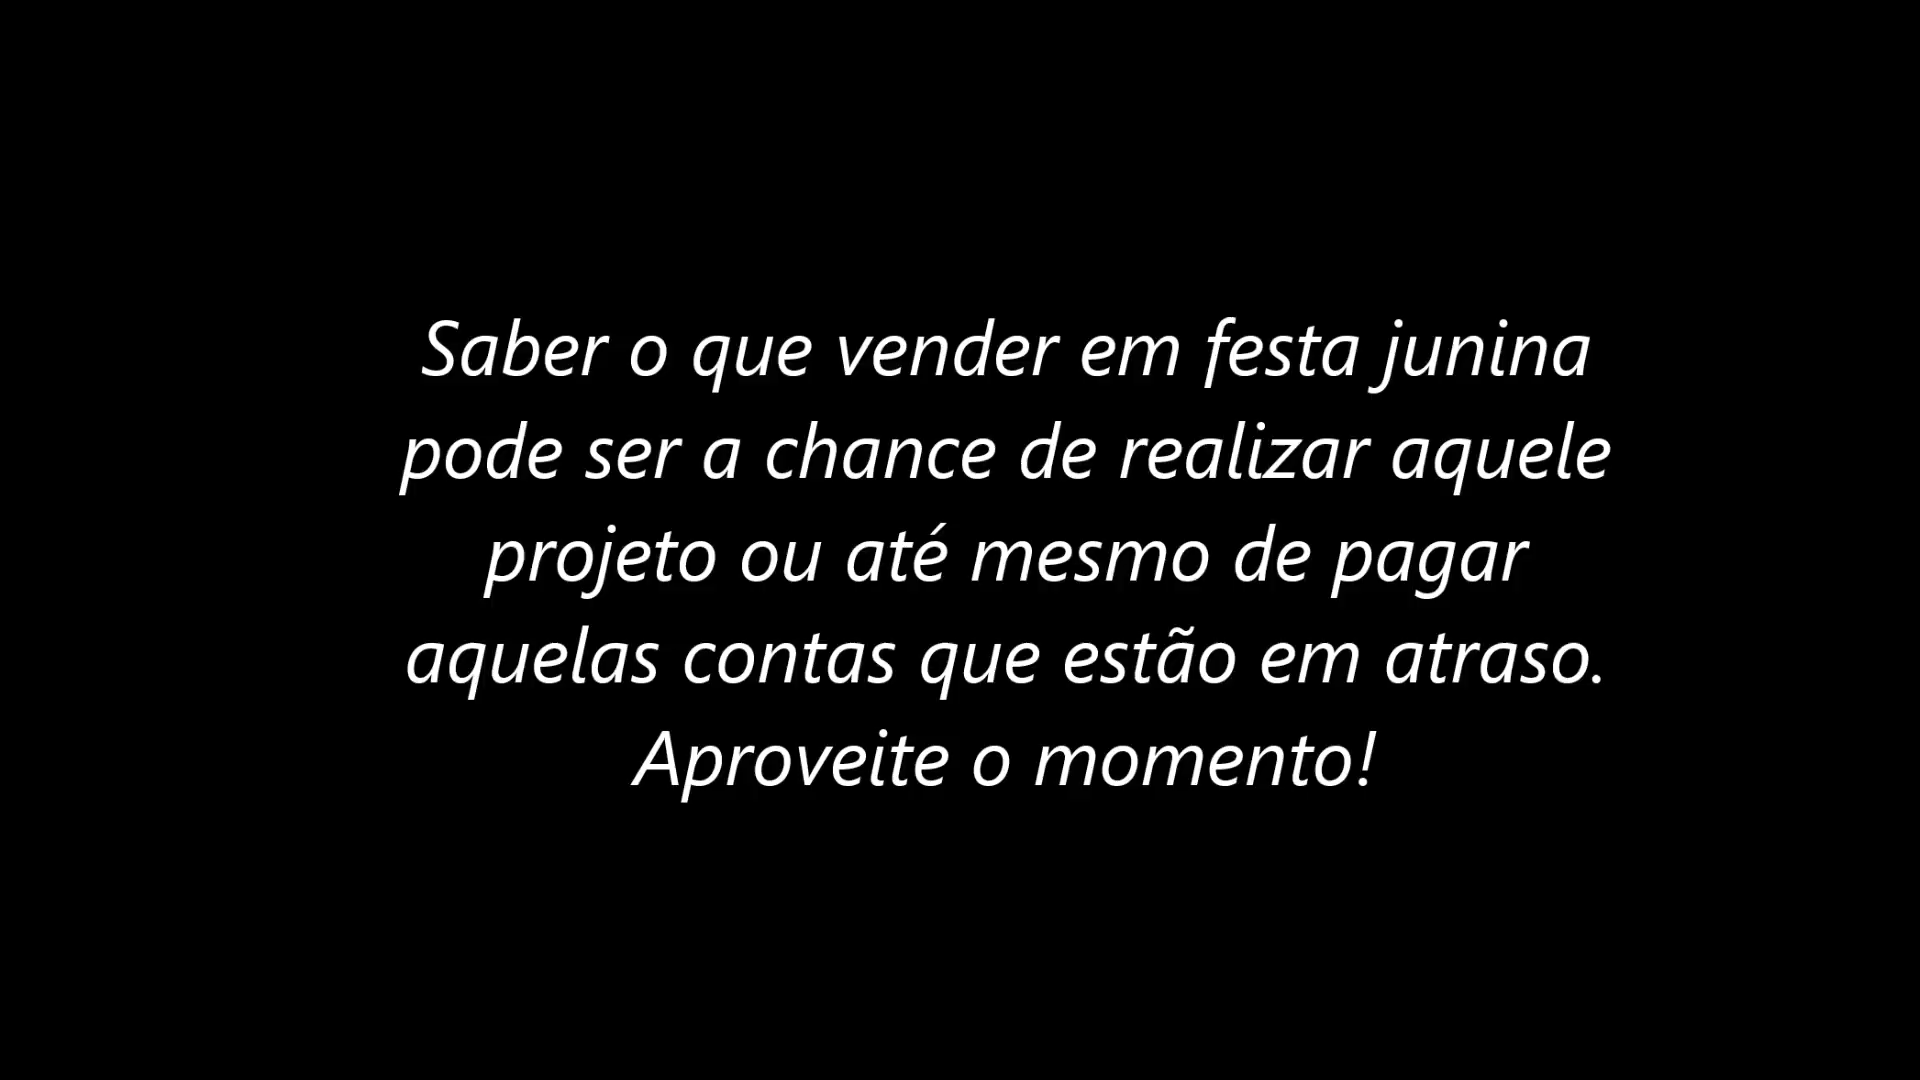 Saber o que vender em festa junina
pode ser a chance de realizar aquele
projeto ou até mesmo de pagar
aquelas contas que estão em atraso.
Aproveite o momento!